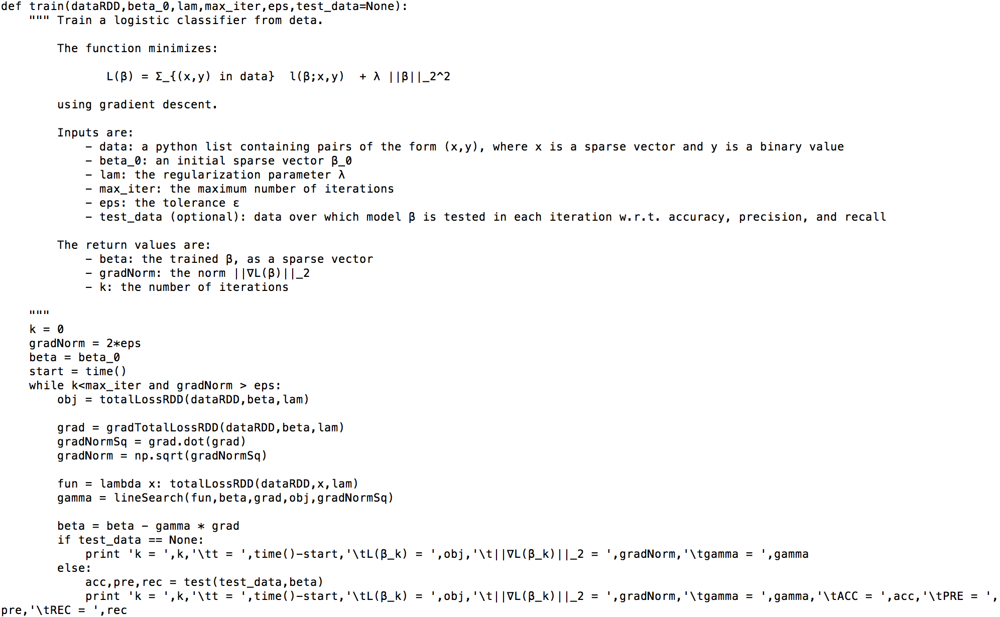 def train(dataRDD,beta_0,lam,max_iter,eps,test_data=None):
    """ Train a logistic classifier from deta.

        The function minimizes:

               L(β) = Σ_{(x,y) in data}  l(β;x,y)  + λ ||β||_2^2

        using gradient descent.

        Inputs are:
            - data: a python list containing pairs of the form (x,y), where x is a sparse vector and y is a binary value
            - beta_0: an initial sparse vector β_0
            - lam: the regularization parameter λ
            - max_iter: the maximum number of iterations
            - eps: the tolerance ε
            - test_data (optional): data over which model β is tested in each iteration w.r.t. accuracy, precision, and recall

        The return values are:
            - beta: the trained β, as a sparse vector
            - gradNorm: the norm ||∇L(β)||_2
            - k: the number of iterations

    """
    k = 0
    gradNorm = 2*eps
    beta = beta_0
    start = time()
    while k<max_iter and gradNorm > eps:
        obj = totalLossRDD(dataRDD,beta,lam)

        grad = gradTotalLossRDD(dataRDD,beta,lam)
        gradNormSq = grad.dot(grad)
        gradNorm = np.sqrt(gradNormSq)

        fun = lambda x: totalLossRDD(dataRDD,x,lam)
        gamma = lineSearch(fun,beta,grad,obj,gradNormSq)

        beta = beta - gamma * grad
        if test_data == None:
            print 'k = ',k,'\tt = ',time()-start,'\tL(β_k) = ',obj,'\t||∇L(β_k)||_2 = ',gradNorm,'\tgamma = ',gamma
        else:
            acc,pre,rec = test(test_data,beta)
            print 'k = ',k,'\tt = ',time()-start,'\tL(β_k) = ',obj,'\t||∇L(β_k)||_2 = ',gradNorm,'\tgamma = ',gamma,'\tACC = ',acc,'\tPRE = ',
pre,'\tREC = ',rec